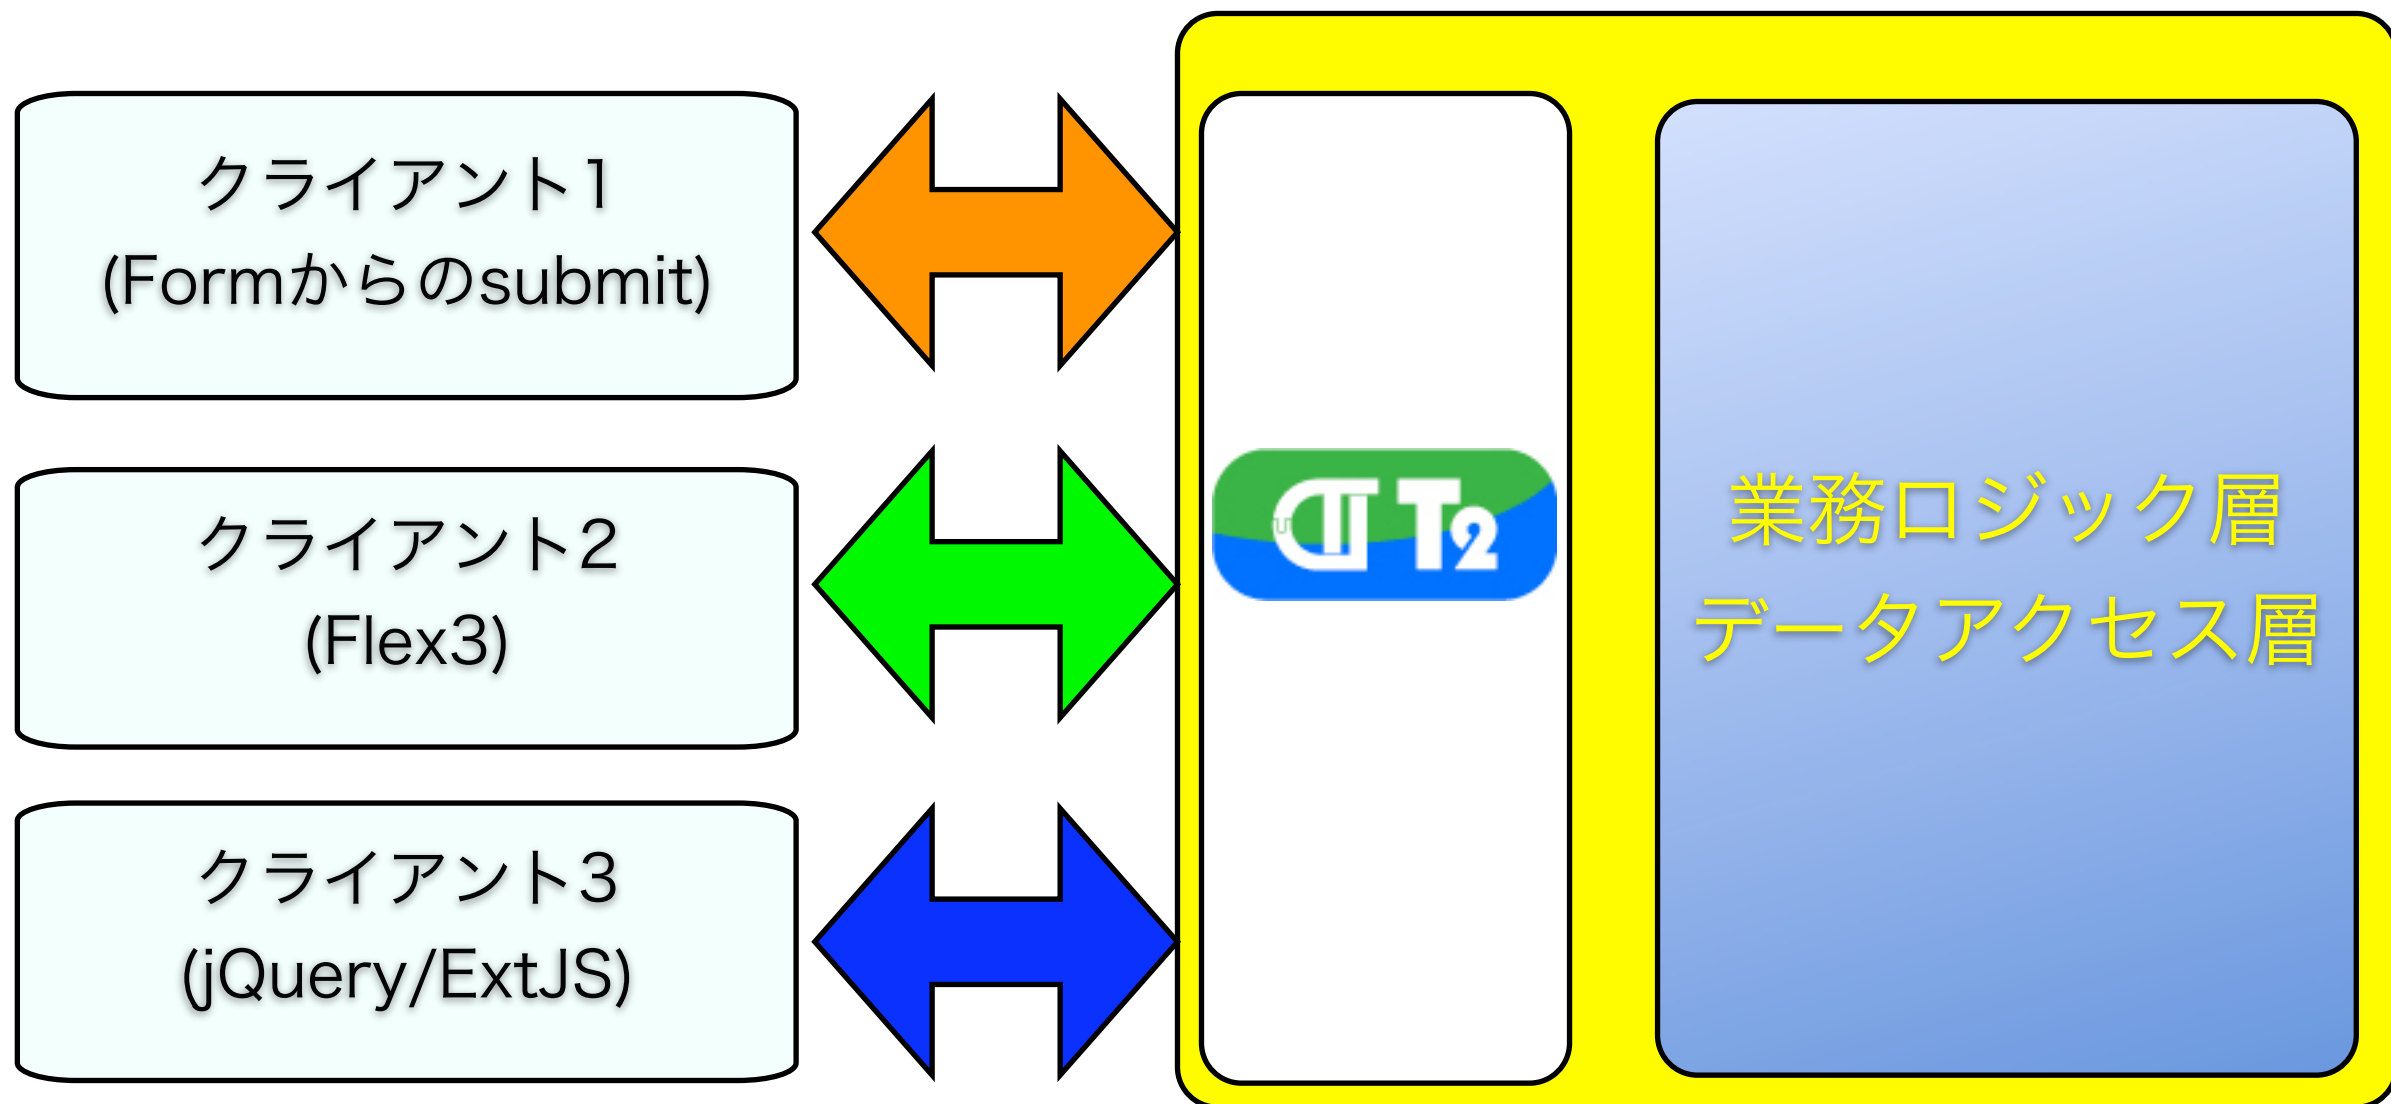 クライアント1
(Formからのsubmit)
クライアント2
(Flex3)
クライアント3
(jQuery/ExtJS)
T2
業務ロジック層
データアクセス層